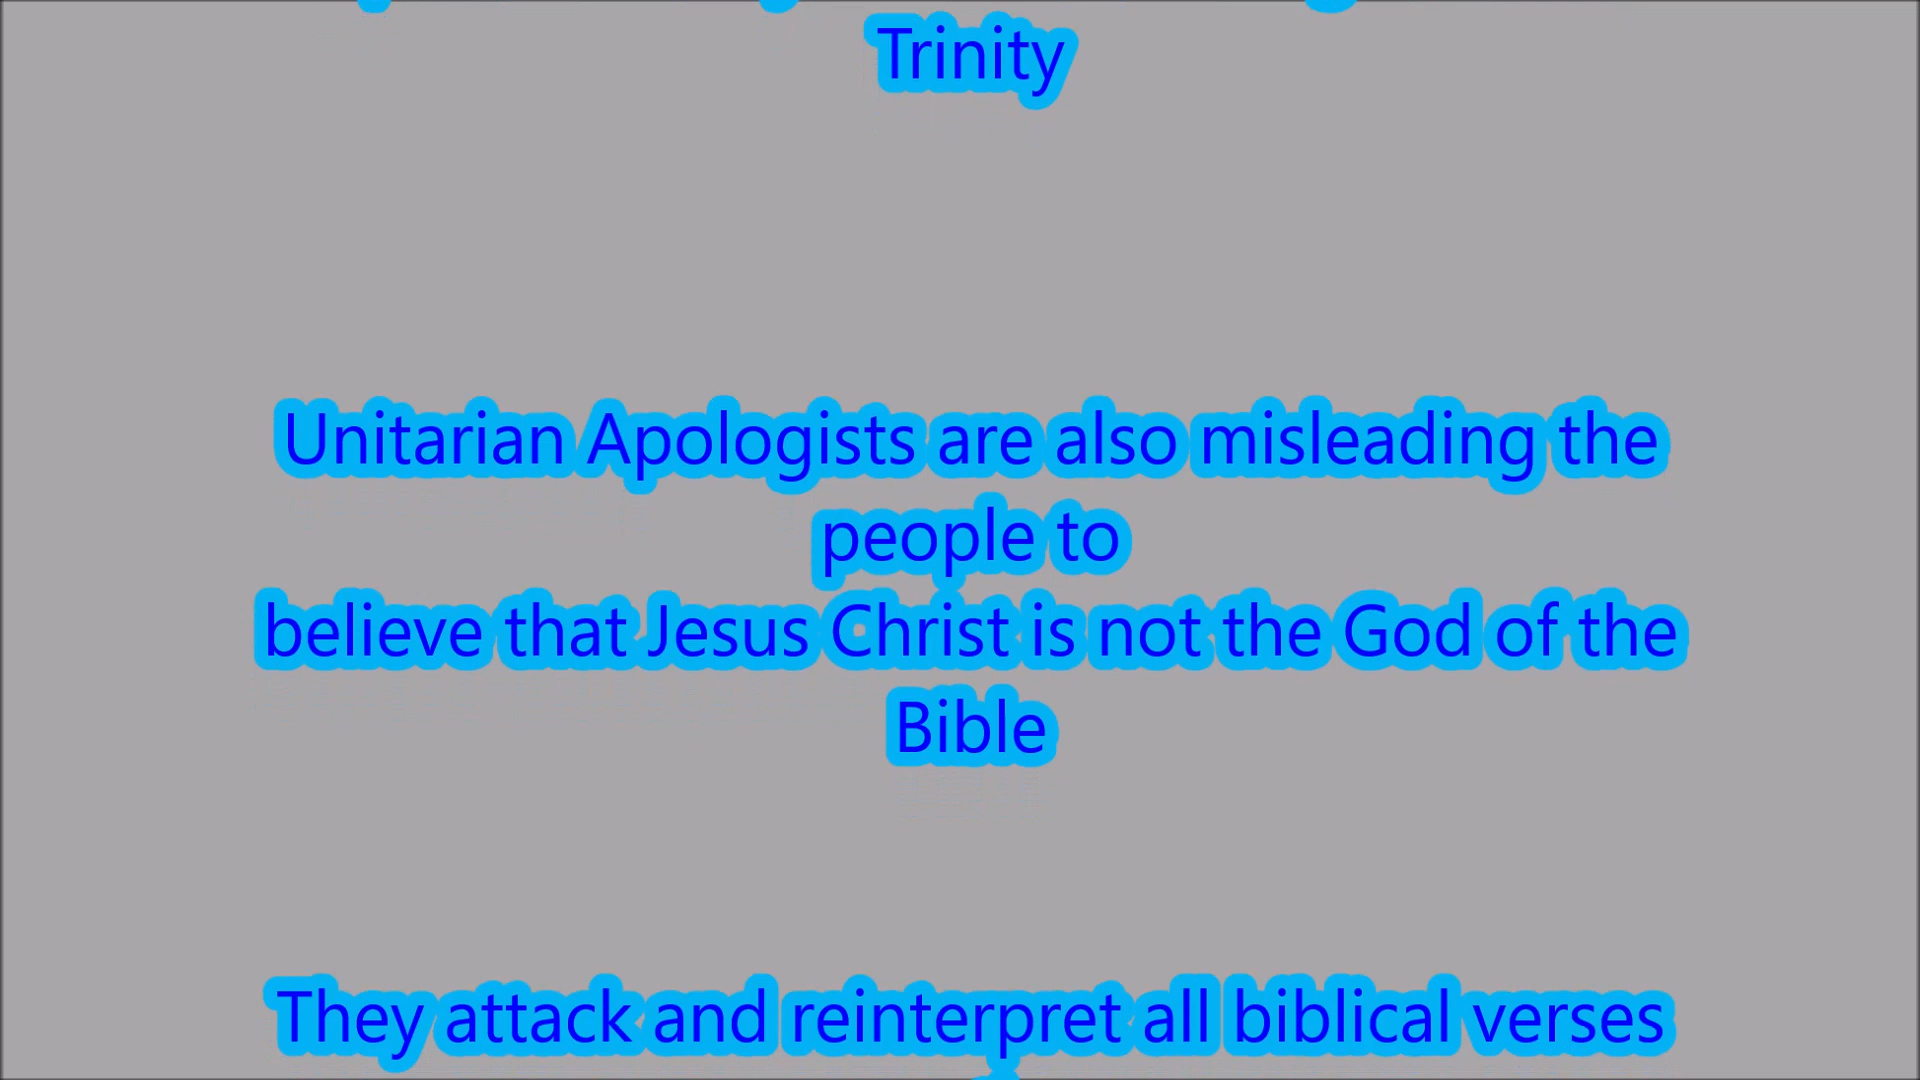 Trinity
Unitarian Apologists are also misleading the
people to
believe that Jesus Christ is not the God of the
Bible
They attack and reinterpret all biblical verses